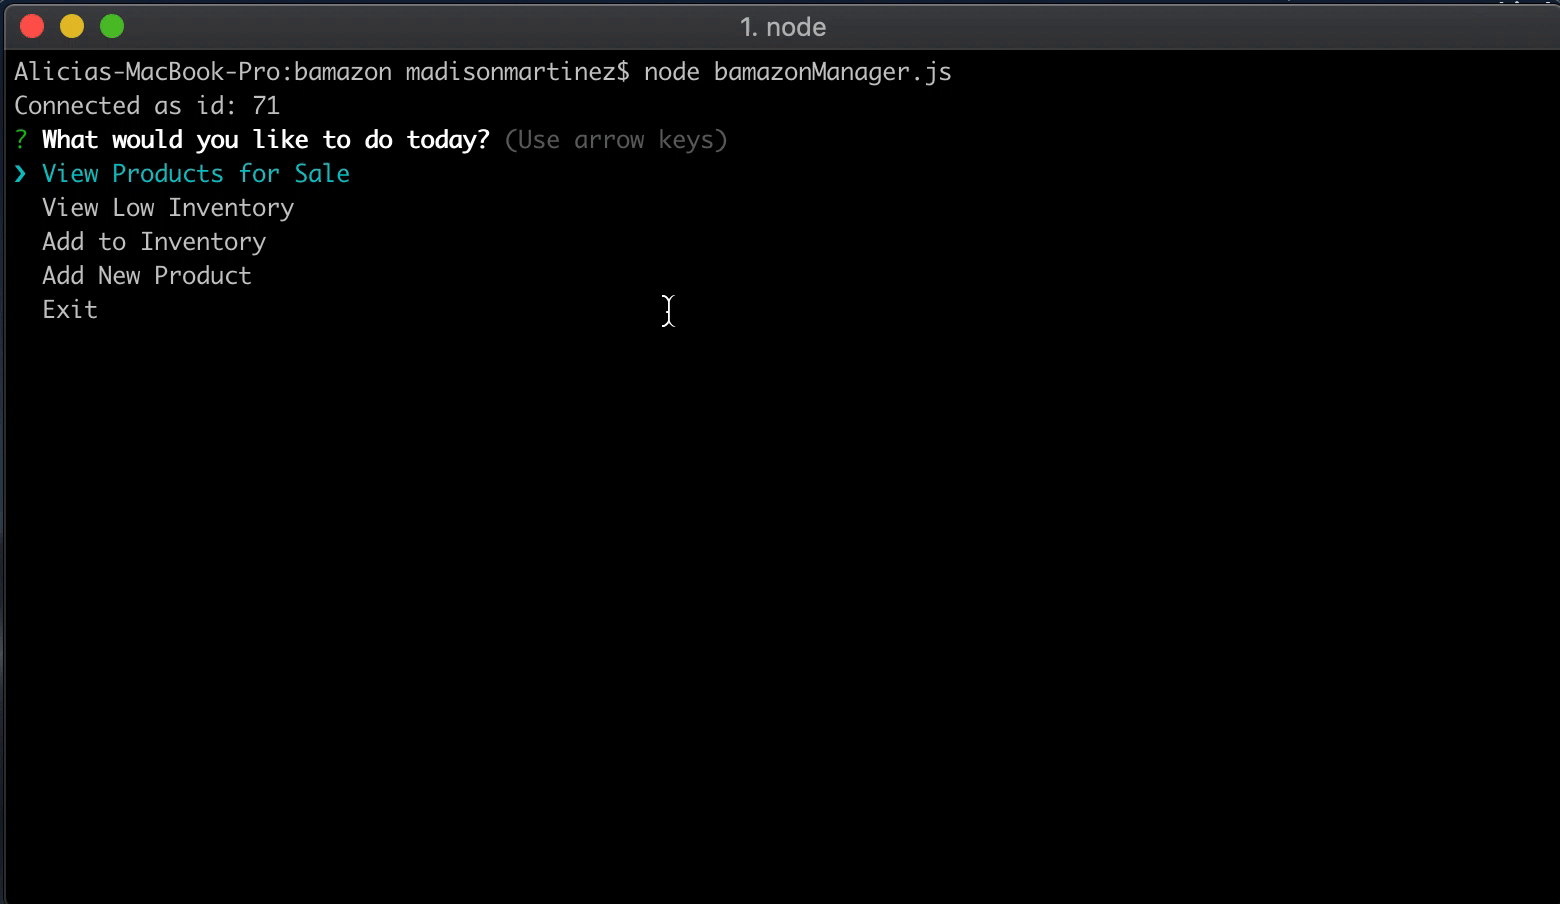 1. node
Alicias-MacBook-Pro:bamazon madisonmartinez$ node bamazonManager.js
Connected as id: 71
? What would you like to do today? (Use arrow keys)
❯ View Products for Sale
View Low Inventory
Add to Inventory
Add New Product
Exit